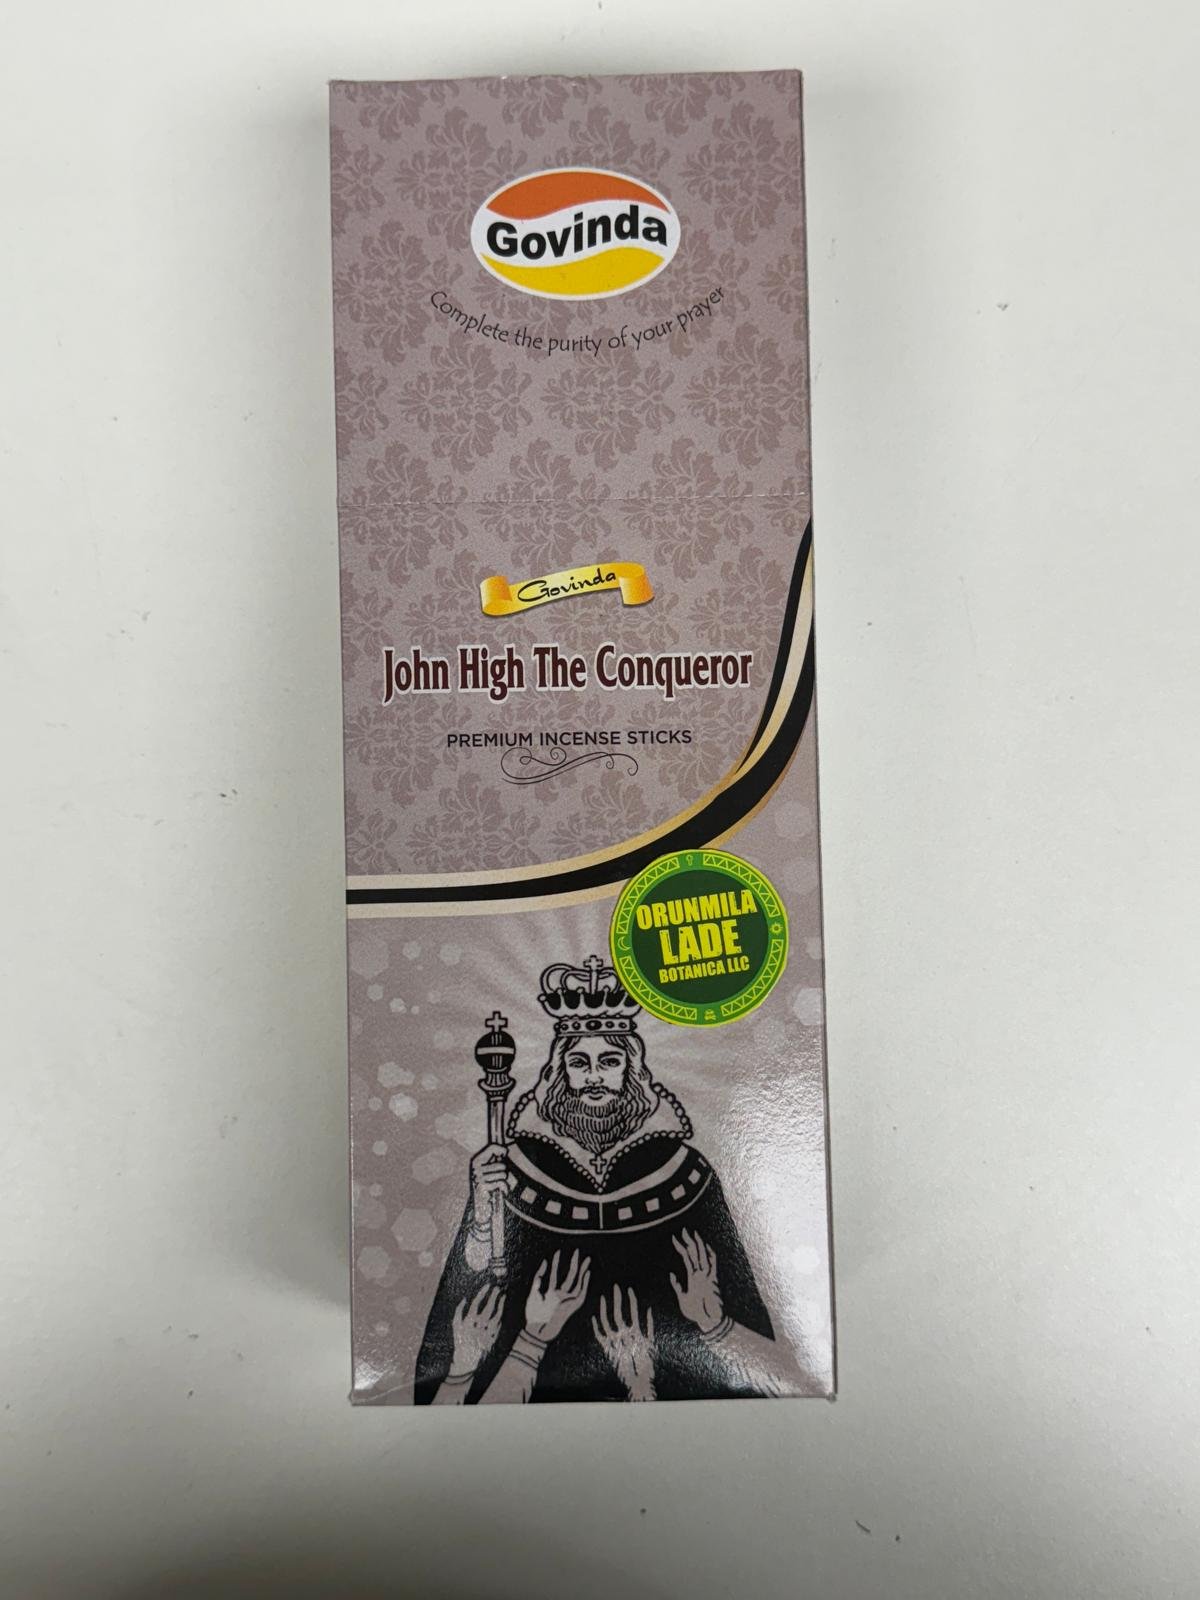 Govinda
Complete the purity of your prayer
Govinda
John High The Conqueror
PREMIUM INCENSE STICKS
ORUNMILA
LADE
BOTANICA LLC